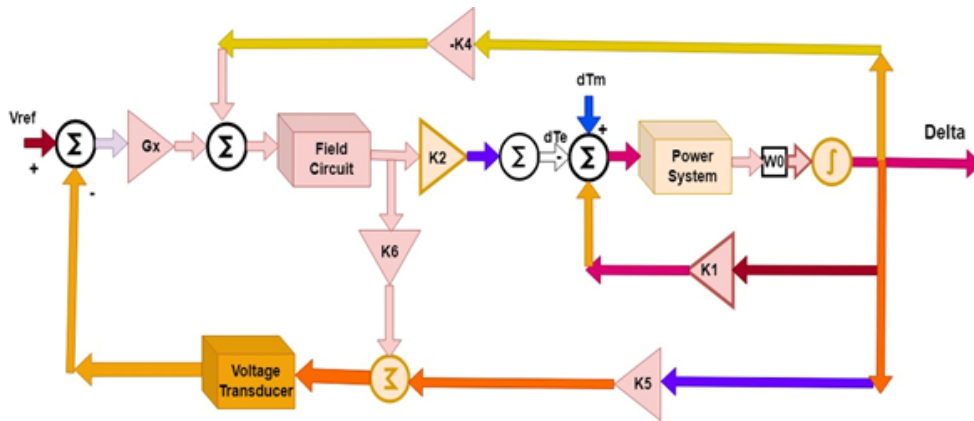 -K4
dTm
Vref
+
Σ
-
Gx
Σ
Field
Circuit
K2
Σ
dTe
-
+
Σ
Power
System
W0
∫
Delta
K6
K1
Voltage
Transducer
Σ
K5